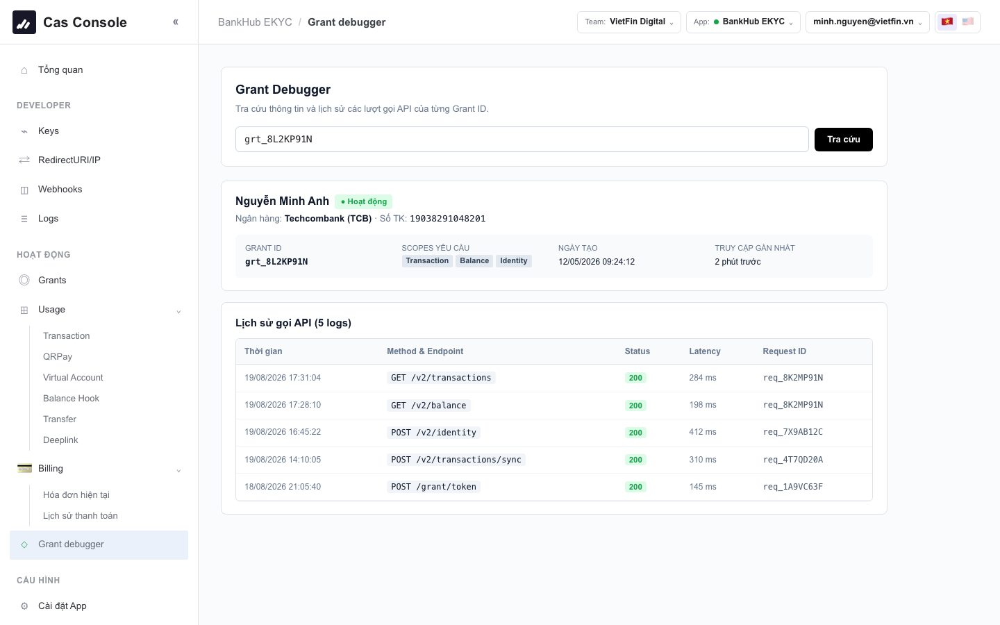 Cas Console
«
BankHub EKYC / Grant debugger
Team: VietFin Digital
App: BankHub EKYC
minh.nguyen@vietfin.vn
Tổng quan
DEVELOPER
Keys
RedirectURI/IP
Webhooks
Logs
HOẠT ĐỘNG
Grants
Usage
Transaction
QRPay
Virtual Account
Balance Hook
Transfer
Deeplink
Billing
Hóa đơn hiện tại
Lịch sử thanh toán
Grant debugger
CẤU HÌNH
Cài đặt App
Grant Debugger
Tra cứu thông tin và lịch sử các lượt gọi API của từng Grant ID.
grt_8L2KP91N
Tra cứu
Nguyễn Minh Anh ● Hoạt động
Ngân hàng: Techcombank (TCB) · Số TK: 19038291048201
GRANT ID SCOPES YÊU CẦU NGÀY TẠO TRUY CẬP GẦN NHẤT
grt_8L2KP91N Transaction Balance Identity 12/05/2026 09:24:12 2 phút trước
Lịch sử gọi API (5 logs)
Thời gian Method & Endpoint Status Latency Request ID
19/08/2026 17:31:04 GET /v2/transactions 200 284 ms req_8K2MP91N
19/08/2026 17:28:10 GET /v2/balance 200 198 ms req_8K2MP91N
19/08/2026 16:45:22 POST /v2/identity 200 412 ms req_7X9AB12C
19/08/2026 14:10:05 POST /v2/transactions/sync 200 310 ms req_4T7QD20A
18/08/2026 21:05:40 POST /grant/token 200 145 ms req_1A9VC63F